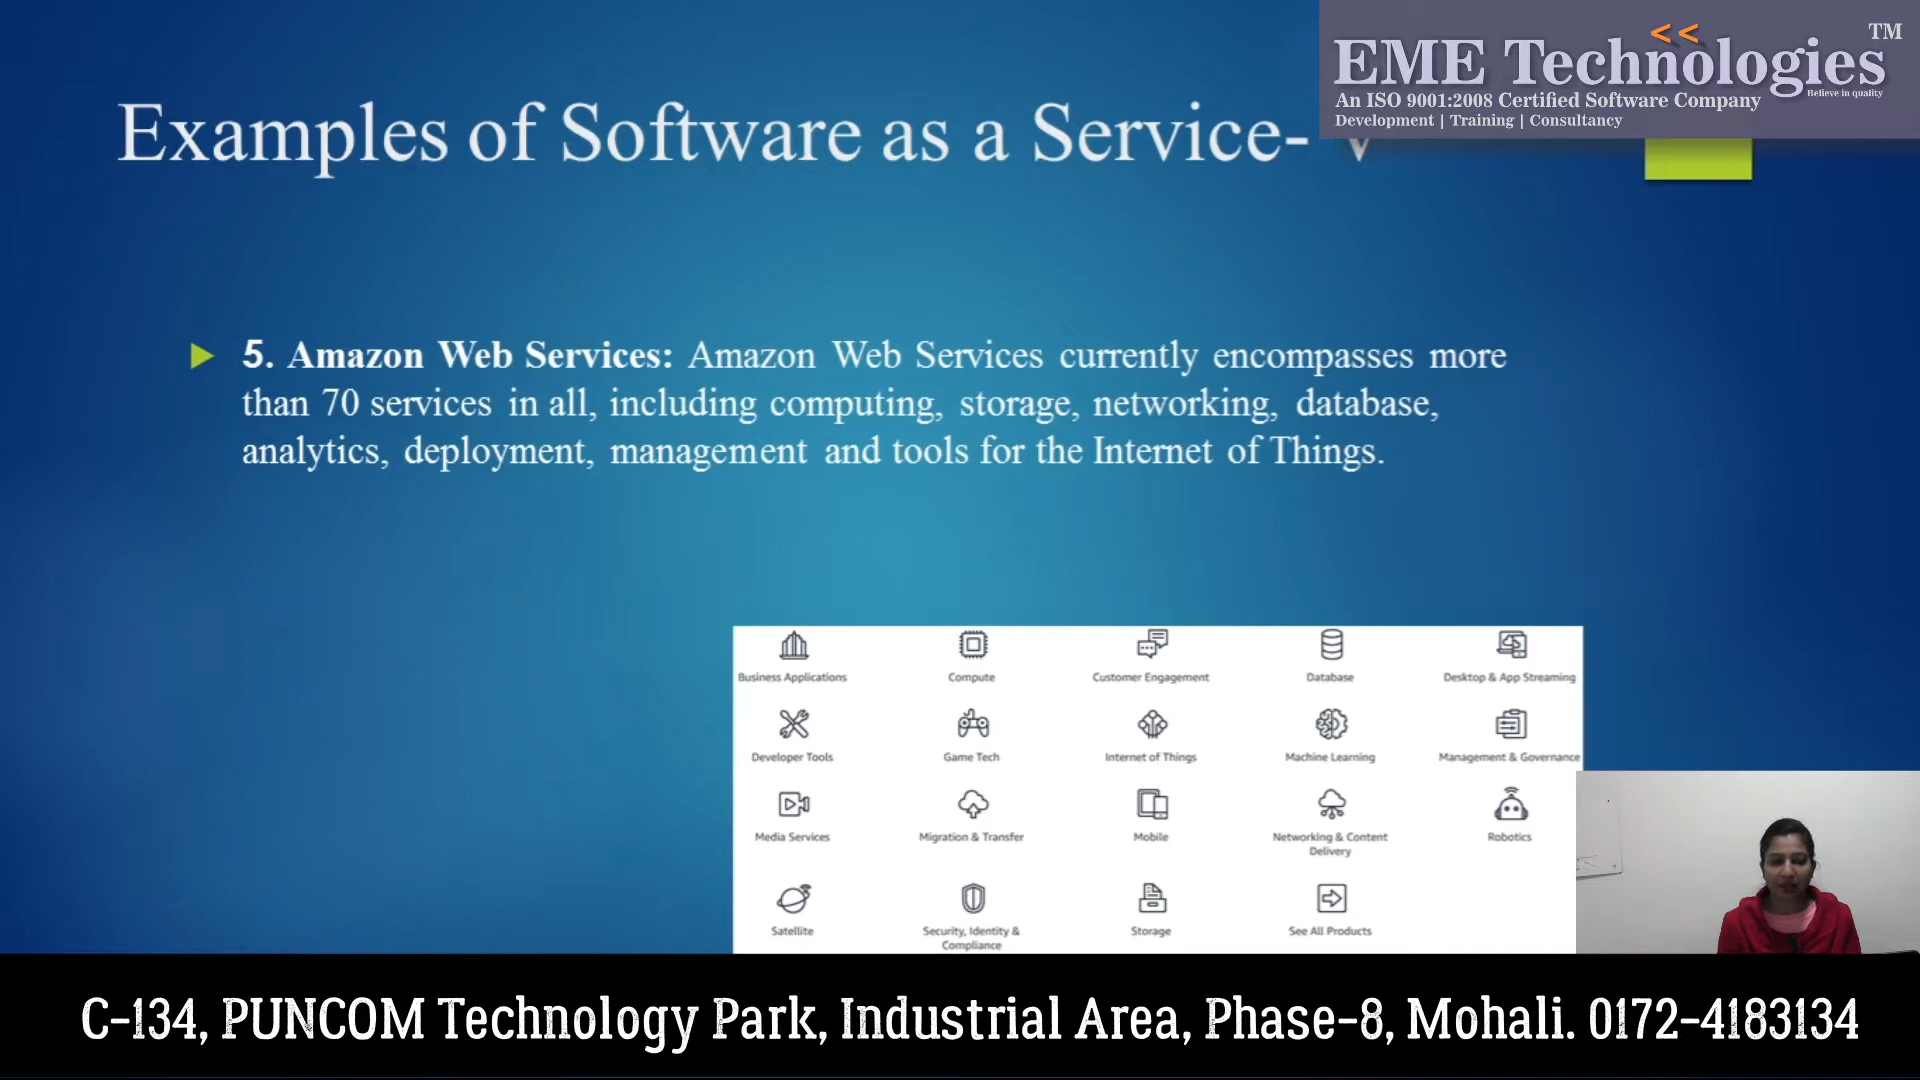 EME Technologies TM
Believe in quality
An ISO 9001:2008 Certified Software Company
Development | Training | Consultancy
Examples of Software as a Service- V
5. Amazon Web Services: Amazon Web Services currently encompasses more
than 70 services in all, including computing, storage, networking, database,
analytics, deployment, management and tools for the Internet of Things.
Business Applications
Compute
Customer Engagement
Database
Desktop & App Streaming
Developer Tools
Game Tech
Internet of Things
Machine Learning
Management & Governance
Media Services
Migration & Transfer
Mobile
Networking & Content
Delivery
Robotics
Satellite
Security, Identity &
Compliance
Storage
See All Products
C-134, PUNCOM Technology Park, Industrial Area, Phase-8, Mohali. 0172-4183134